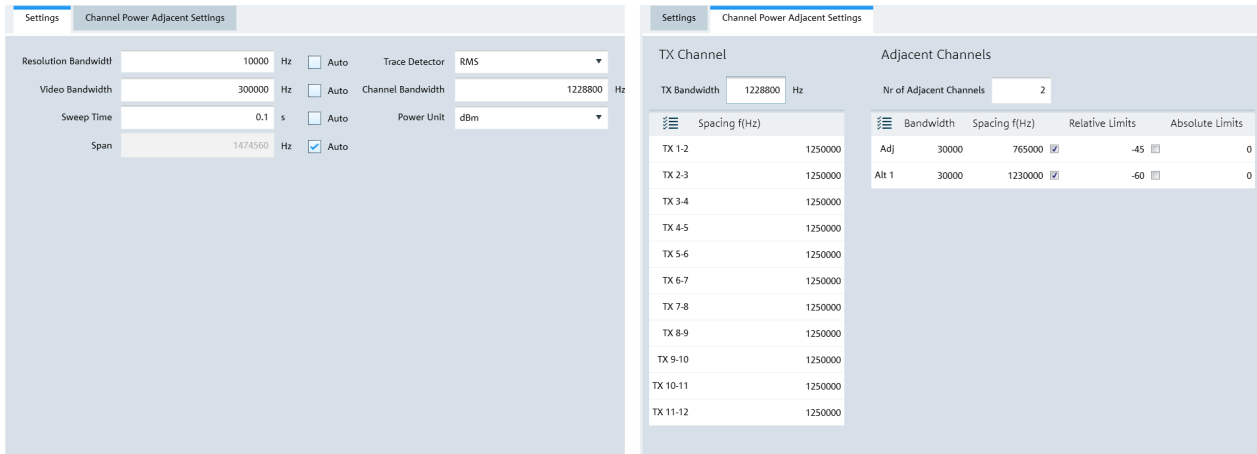 Settings Channel Power Adjacent Settings
Resolution Bandwidth 10000 Hz Auto Trace Detector RMS
Video Bandwidth 300000 Hz Auto Channel Bandwidth 1228800 Hz
Sweep Time 0.1 s Auto Power Unit dBm
Span 1474560 Hz Auto
Settings Channel Power Adjacent Settings
TX Channel Adjacent Channels
TX Bandwidth 1228800 Hz Nr of Adjacent Channels 2
Spacing f(Hz) Bandwidth Spacing f(Hz) Relative Limits Absolute Limits
TX 1-2 1250000 Adj 30000 765000 -45 0
TX 2-3 1250000 Alt 1 30000 1230000 -60 0
TX 3-4 1250000
TX 4-5 1250000
TX 5-6 1250000
TX 6-7 1250000
TX 7-8 1250000
TX 8-9 1250000
TX 9-10 1250000
TX 10-11 1250000
TX 11-12 1250000